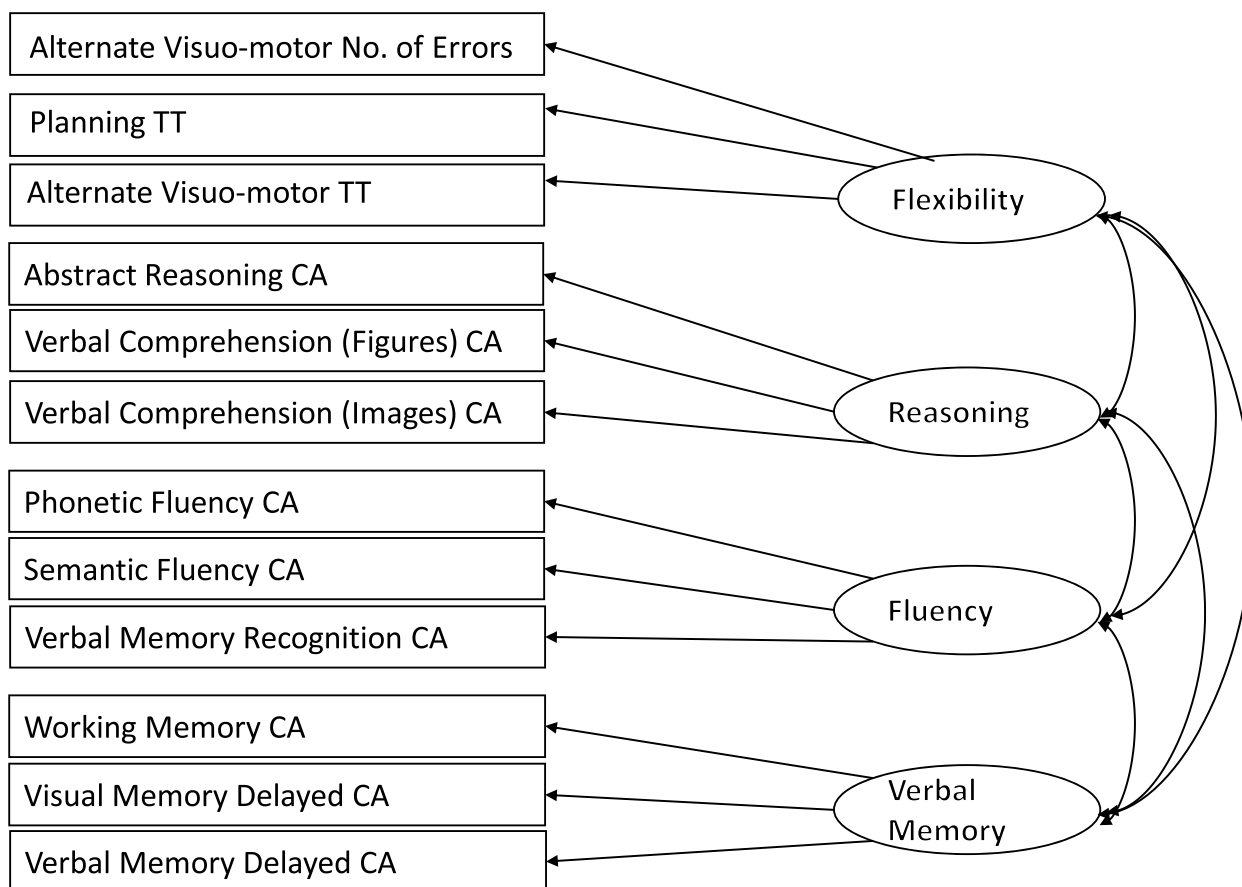 Alternate Visuo-motor No. of Errors
Planning TT
Alternate Visuo-motor TT
Flexibility
Abstract Reasoning CA
Verbal Comprehension (Figures) CA
Verbal Comprehension (Images) CA
Reasoning
Phonetic Fluency CA
Semantic Fluency CA
Verbal Memory Recognition CA
Fluency
Working Memory CA
Visual Memory Delayed CA
Verbal Memory Delayed CA
Verbal
Memory